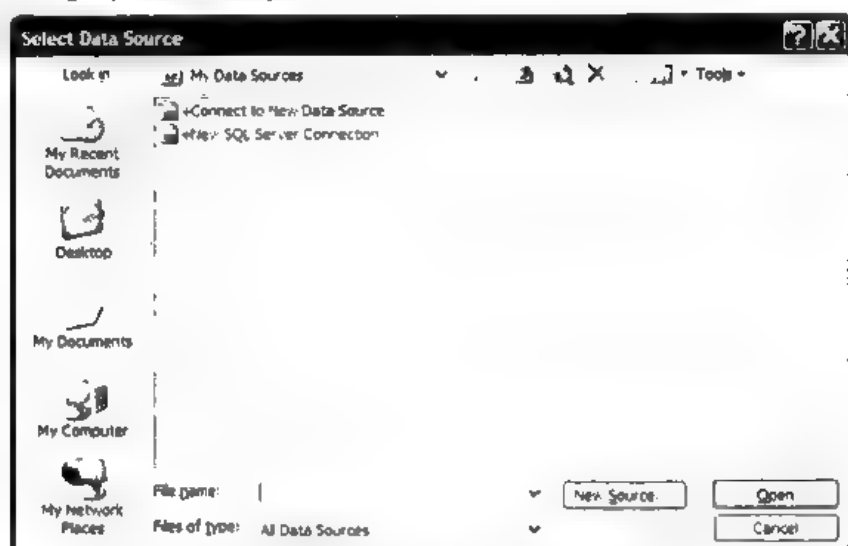 Select Data Source
Look in
My Data Sources
Tools
+Connect to New Data Source
+New SQL Server Connection
My Recent
Documents
Desktop
My Documents
My Computer
My Network
Places
File name:
New Source
Open
Files of type:
All Data Sources
Cancel